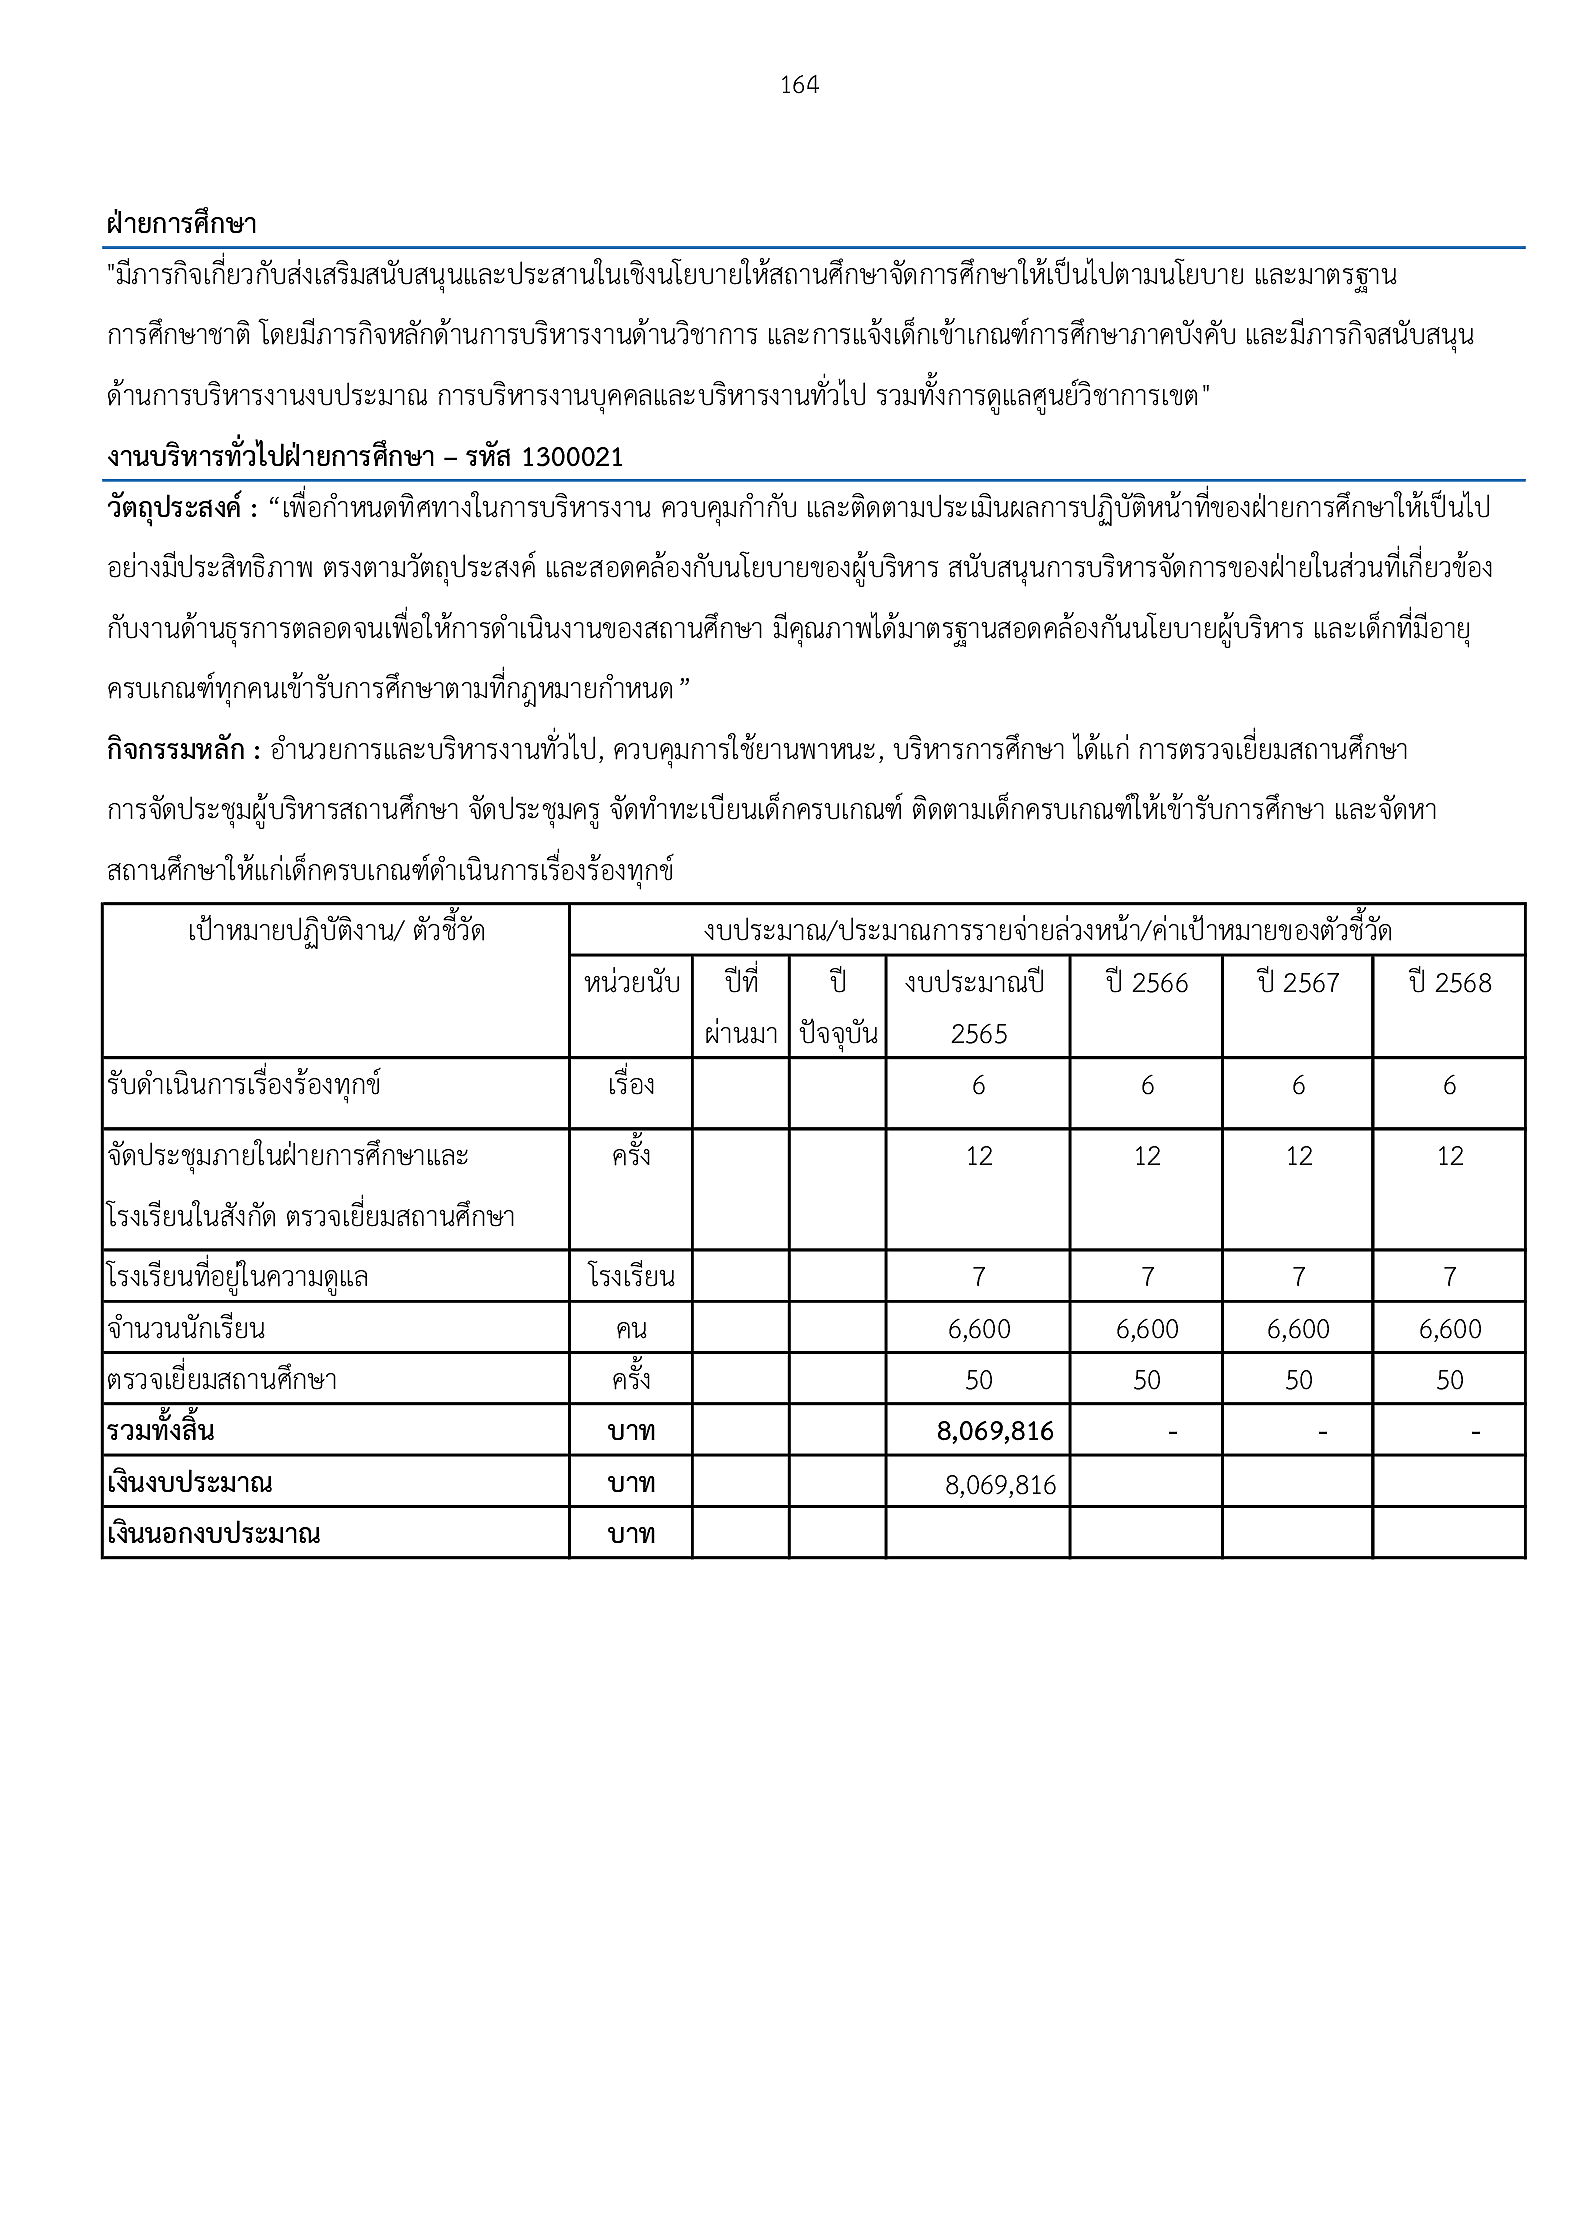 164
ฝ่ายการศึกษา
"มีภารกิจเกี่ยวกับส่งเสริมสนับสนุนและประสานในเชิงนโยบายให้สถานศึกษาจัดการศึกษาให้เป็นไปตามนโยบาย และมาตรฐาน
การศึกษาชาติ โดยมีภารกิจหลักด้านการบริหารงานด้านวิชาการ และการแจ้งเด็กเข้าเกณฑ์การศึกษาภาคบังคับ และมีภารกิจสนับสนุน
ด้านการบริหารงานงบประมาณ การบริหารงานบุคคลและบริหารงานทั่วไป รวมทั้งการดูแลศูนย์วิชาการเขต"
งานบริหารทั่วไปฝ่ายการศึกษา – รหัส 1300021
วัตถุประสงค์ : “เพื่อกำหนดทิศทางในการบริหารงาน ควบคุมกำกับ และติดตามประเมินผลการปฏิบัติหน้าที่ของฝ่ายการศึกษาให้เป็นไป
อย่างมีประสิทธิภาพ ตรงตามวัตถุประสงค์ และสอดคล้องกับนโยบายของผู้บริหาร สนับสนุนการบริหารจัดการของฝ่ายในส่วนที่เกี่ยวข้อง
กับงานด้านธุรการตลอดจนเพื่อให้การดำเนินงานของสถานศึกษา มีคุณภาพได้มาตรฐานสอดคล้องกันนโยบายผู้บริหาร และเด็กที่มีอายุ
ครบเกณฑ์ทุกคนเข้ารับการศึกษาตามที่กฎหมายกำหนด”
กิจกรรมหลัก : อำนวยการและบริหารงานทั่วไป, ควบคุมการใช้ยานพาหนะ, บริหารการศึกษา ได้แก่ การตรวจเยี่ยมสถานศึกษา
การจัดประชุมผู้บริหารสถานศึกษา จัดประชุมครู จัดทำทะเบียนเด็กครบเกณฑ์ ติดตามเด็กครบเกณฑ์ให้เข้ารับการศึกษา และจัดหา
สถานศึกษาให้แก่เด็กครบเกณฑ์ดำเนินการเรื่องร้องทุกข์
เป้าหมายปฏิบัติงาน/ ตัวชี้วัด งบประมาณ/ประมาณการรายจ่ายล่วงหน้า/ค่าเป้าหมายของตัวชี้วัด
หน่วยนับ ปีที่ ปี งบประมาณปี ปี 2566 ปี 2567 ปี 2568
ผ่านมา ปัจจุบัน 2565
รับดำเนินการเรื่องร้องทุกข์ เรื่อง 6 6 6 6
จัดประชุมภายในฝ่ายการศึกษาและ ครั้ง 12 12 12 12
โรงเรียนในสังกัด ตรวจเยี่ยมสถานศึกษา
โรงเรียนที่อยู่ในความดูแล โรงเรียน 7 7 7 7
จำนวนนักเรียน คน 6,600 6,600 6,600 6,600
ตรวจเยี่ยมสถานศึกษา ครั้ง 50 50 50 50
รวมทั้งสิ้น บาท 8,069,816 - - -
เงินงบประมาณ บาท 8,069,816
เงินนอกงบประมาณ บาท